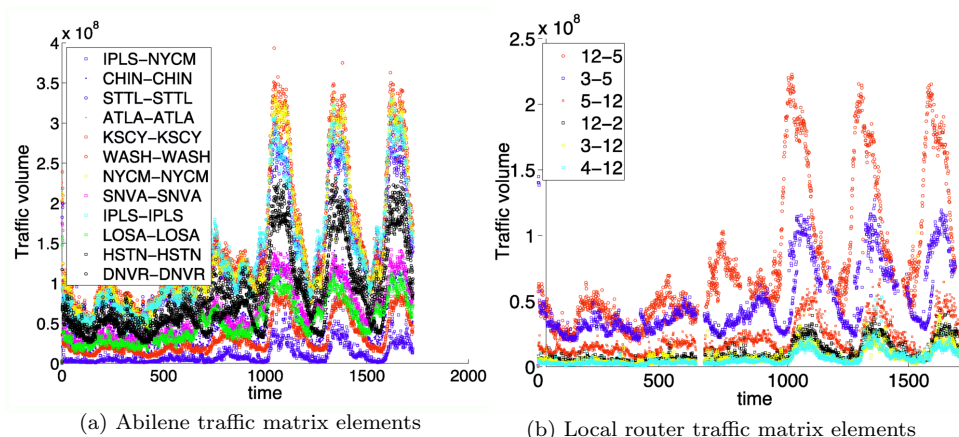 × 10⁸
4
3.5
3
2.5
2
1.5
1
0.5
0
Traffic volume
IPLS–NYCM
CHIN–CHIN
STTL–STTL
ATLA–ATLA
KSCY–KSCY
WASH–WASH
NYCM–NYCM
SNVA–SNVA
IPLS–IPLS
LOSA–LOSA
HSTN–HSTN
DNVR–DNVR
0 500 1000 1500 2000
time
(a) Abilene traffic matrix elements
× 10⁸
2.5
2
1.5
1
0.5
0
Traffic volume
12–5
3–5
5–12
12–2
3–12
4–12
0 500 1000 1500
time
(b) Local router traffic matrix elements